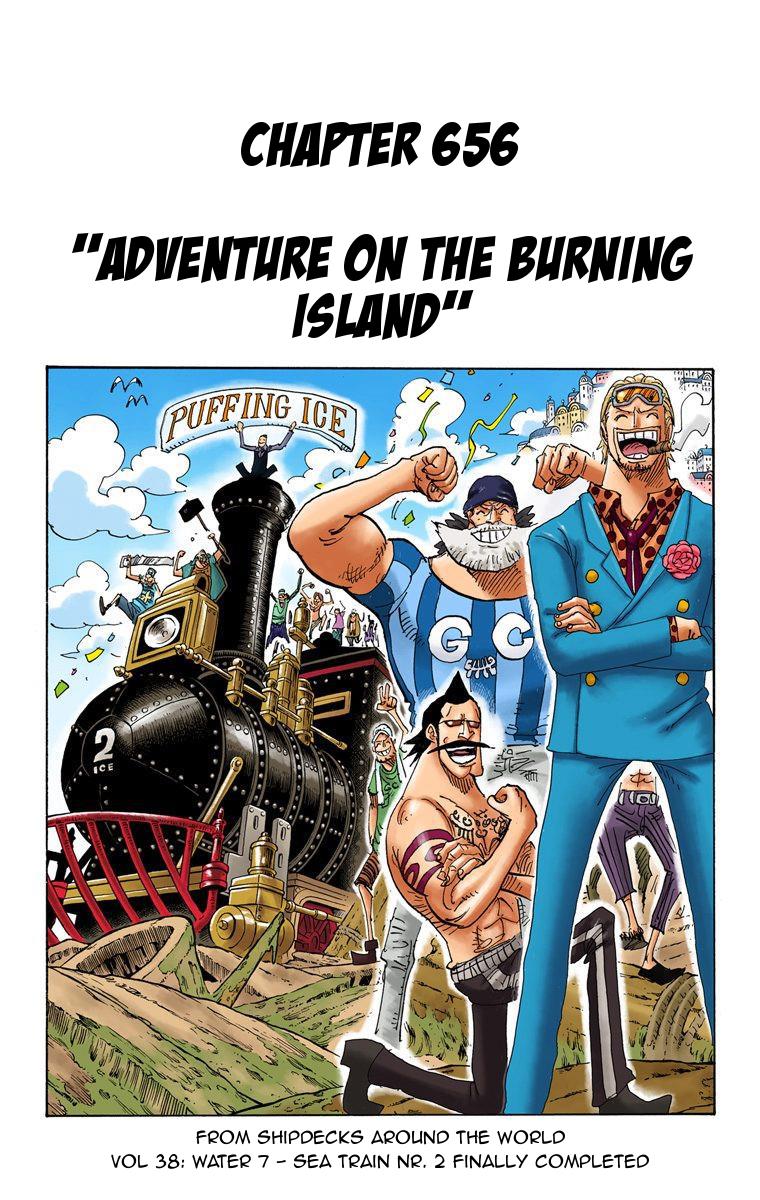 CHAPTER 656
"ADVENTURE ON THE BURNING
ISLAND"
PUFFING ICE
GC
2
ICE
FROM SHIPDECKS AROUND THE WORLD
VOL 38: WATER 7 - SEA TRAIN NR. 2 FINALLY COMPLETED